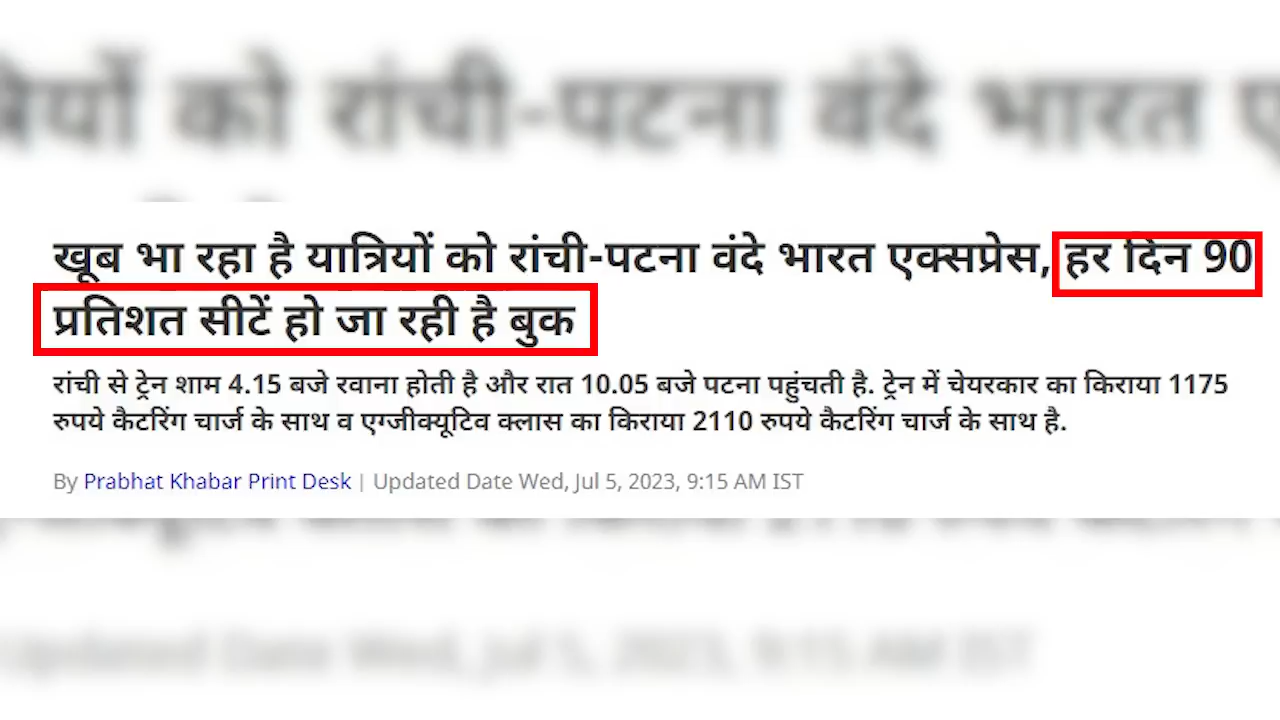 खूब भा रहा है यात्रियों को रांची-पटना वंदे भारत एक्सप्रेस, हर दिन 90
प्रतिशत सीटें हो जा रही है बुक
रांची से ट्रेन शाम 4.15 बजे रवाना होती है और रात 10.05 बजे पटना पहुंचती है. ट्रेन में चेयरकार का किराया 1175
रुपये कैटरिंग चार्ज के साथ व एग्जीक्यूटिव क्लास का किराया 2110 रुपये कैटरिंग चार्ज के साथ है.
By Prabhat Khabar Print Desk | Updated Date Wed, Jul 5, 2023, 9:15 AM IST